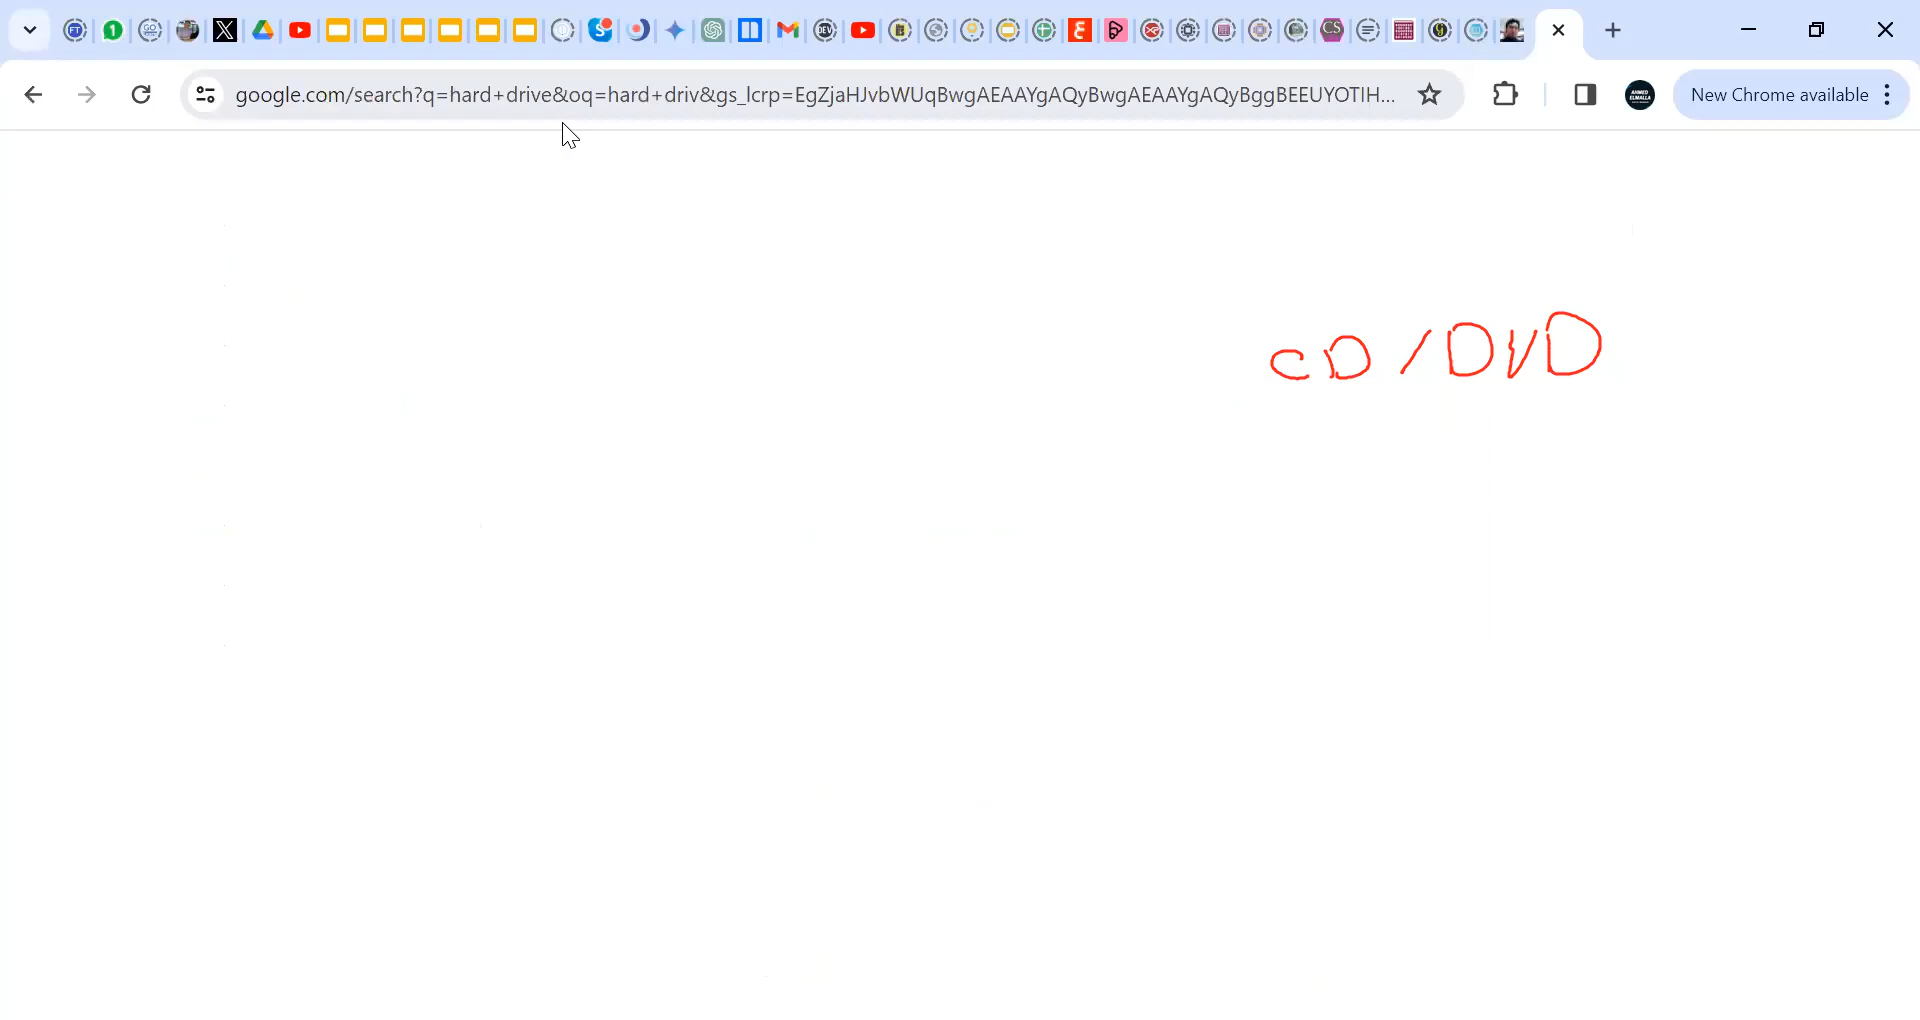 google.com/search?q=hard+drive&oq=hard+driv&gs_lcrp=EgZjaHJvbWUqBwgAEAAYgAQyBwgAEAAYgAQyBggBEEUYOTIH...
New Chrome available
CD/DVD